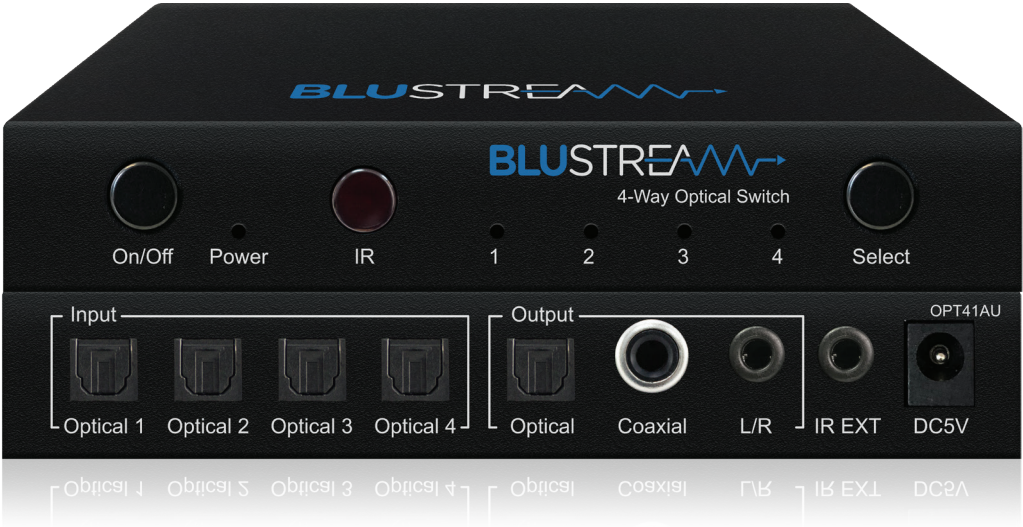 BLUSTREAM
BLUSTREAM
4-Way Optical Switch
On/Off Power IR 1 2 3 4 Select
Input Output OPT41AU
Optical 1 Optical 2 Optical 3 Optical 4 Optical Coaxial L/R IR EXT DC5V